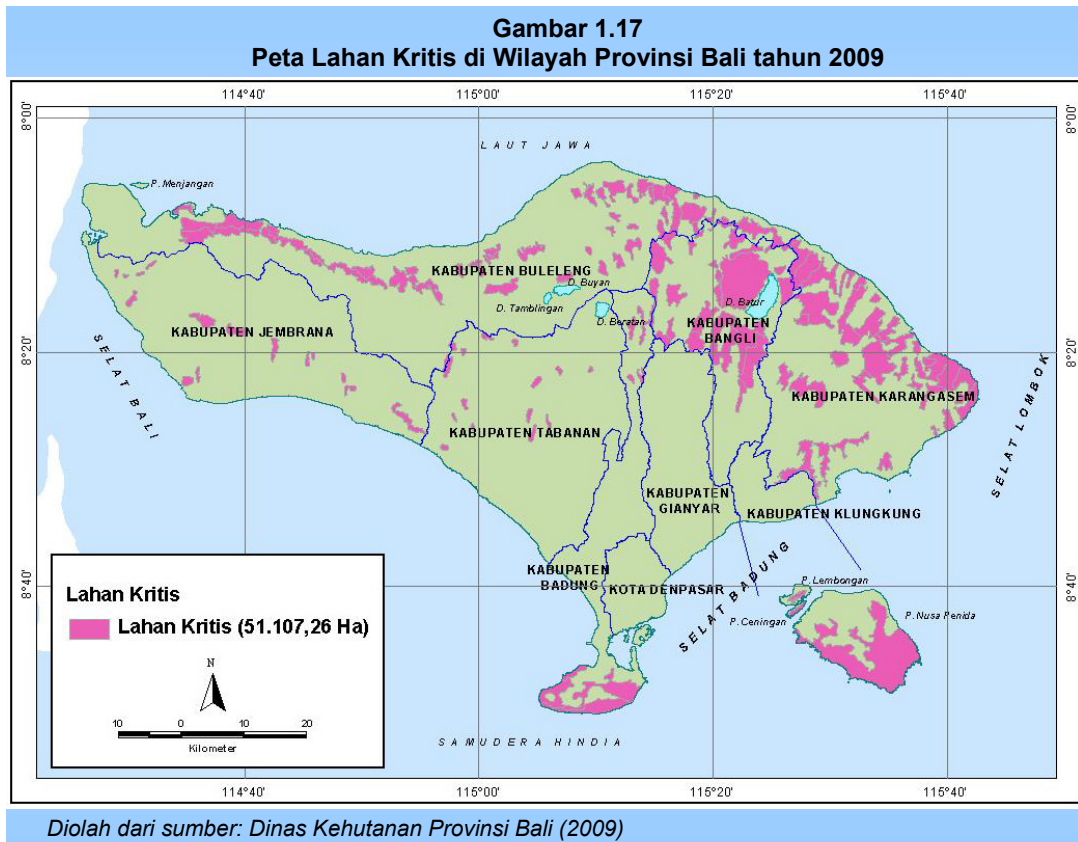 Gambar 1.17
Peta Lahan Kritis di Wilayah Provinsi Bali tahun 2009
114°40' 115°00' 115°20' 115°40'
8°00' 8°00'
LAUT JAWA
P. Menjangan
KABUPATEN BULELENG
D. Buyan
D. Tamblingan
D. Beratan
D. Batur
KABUPATEN
BANGLI
KABUPATEN JEMBRANA
8°20' 8°20'
SELAT BALI
KABUPATEN KARANGASEM
SELAT LOMBOK
KABUPATEN TABANAN
KABUPATEN
GIANYAR
KABUPATEN KLUNGKUNG
KABUPATEN
BADUNG
KOTA DENPASAR
SELAT BADUNG
8°40' 8°40'
P. Lembongan
P. Ceningan
P. Nusa Penida
Lahan Kritis
Lahan Kritis (51.107,26 Ha)
N
10 0 10 20
Kilometer
SAMUDERA HINDIA
114°40' 115°00' 115°20' 115°40'
Diolah dari sumber: Dinas Kehutanan Provinsi Bali (2009)